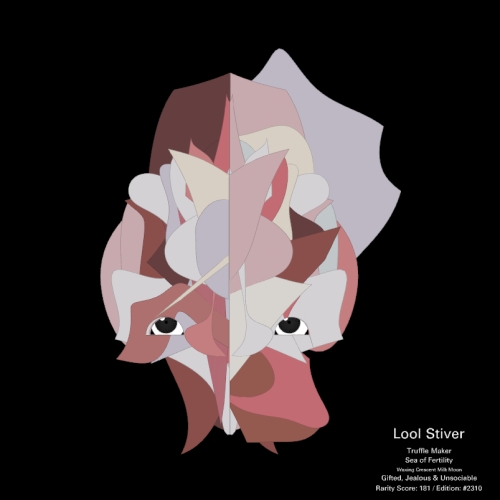 Lool Stiver
Truffle Maker
Sea of Fertility
Waxing Crescent Milk Moon
Gifted, Jealous & Unsociable
Rarity Score: 181 / Edition: #2310